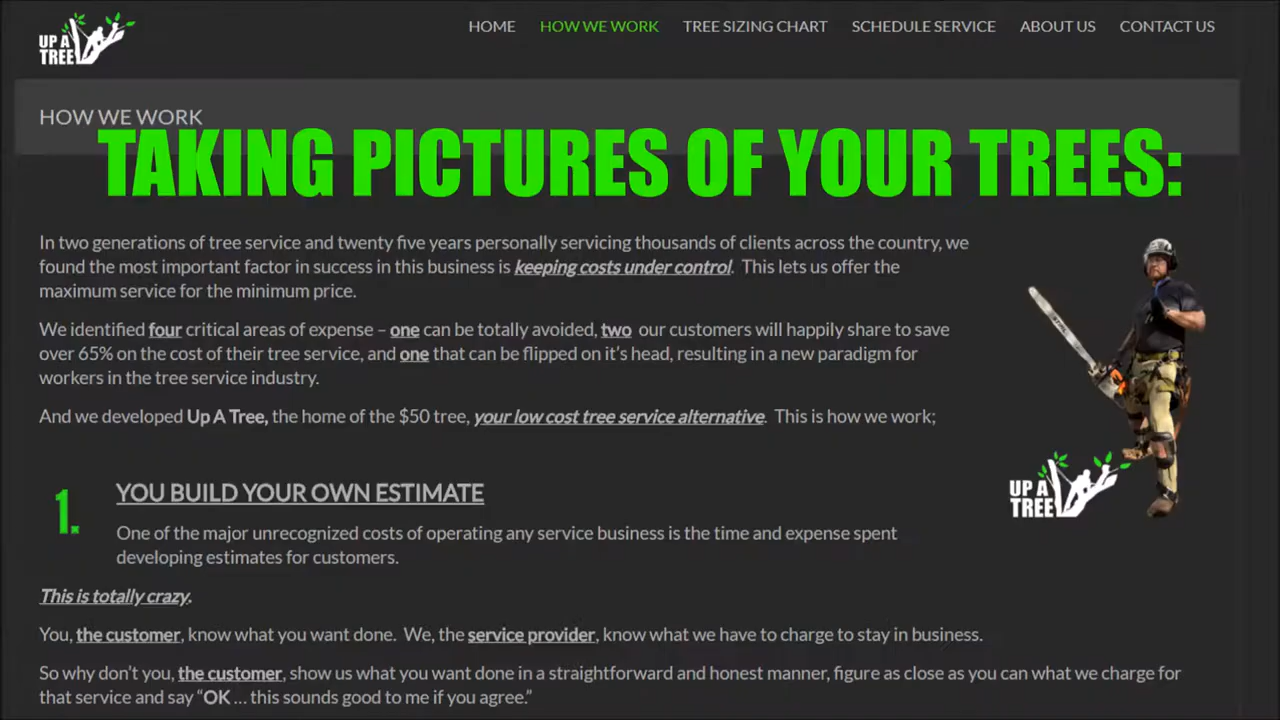 UP A
TREE
HOME HOW WE WORK TREE SIZING CHART SCHEDULE SERVICE ABOUT US CONTACT US
HOW WE WORK
TAKING PICTURES OF YOUR TREES:
In two generations of tree service and twenty five years personally servicing thousands of clients across the country, we
found the most important factor in success in this business is keeping costs under control. This lets us offer the
maximum service for the minimum price.
We identified four critical areas of expense – one can be totally avoided, two our customers will happily share to save
over 65% on the cost of their tree service, and one that can be flipped on it's head, resulting in a new paradigm for
workers in the tree service industry.
And we developed Up A Tree, the home of the $50 tree, your low cost tree service alternative. This is how we work;
UP A
TREE
1. YOU BUILD YOUR OWN ESTIMATE
One of the major unrecognized costs of operating any service business is the time and expense spent
developing estimates for customers.
This is totally crazy.
You, the customer, know what you want done. We, the service provider, know what we have to charge to stay in business.
So why don't you, the customer, show us what you want done in a straightforward and honest manner, figure as close as you can what we charge for
that service and say “OK … this sounds good to me if you agree.”